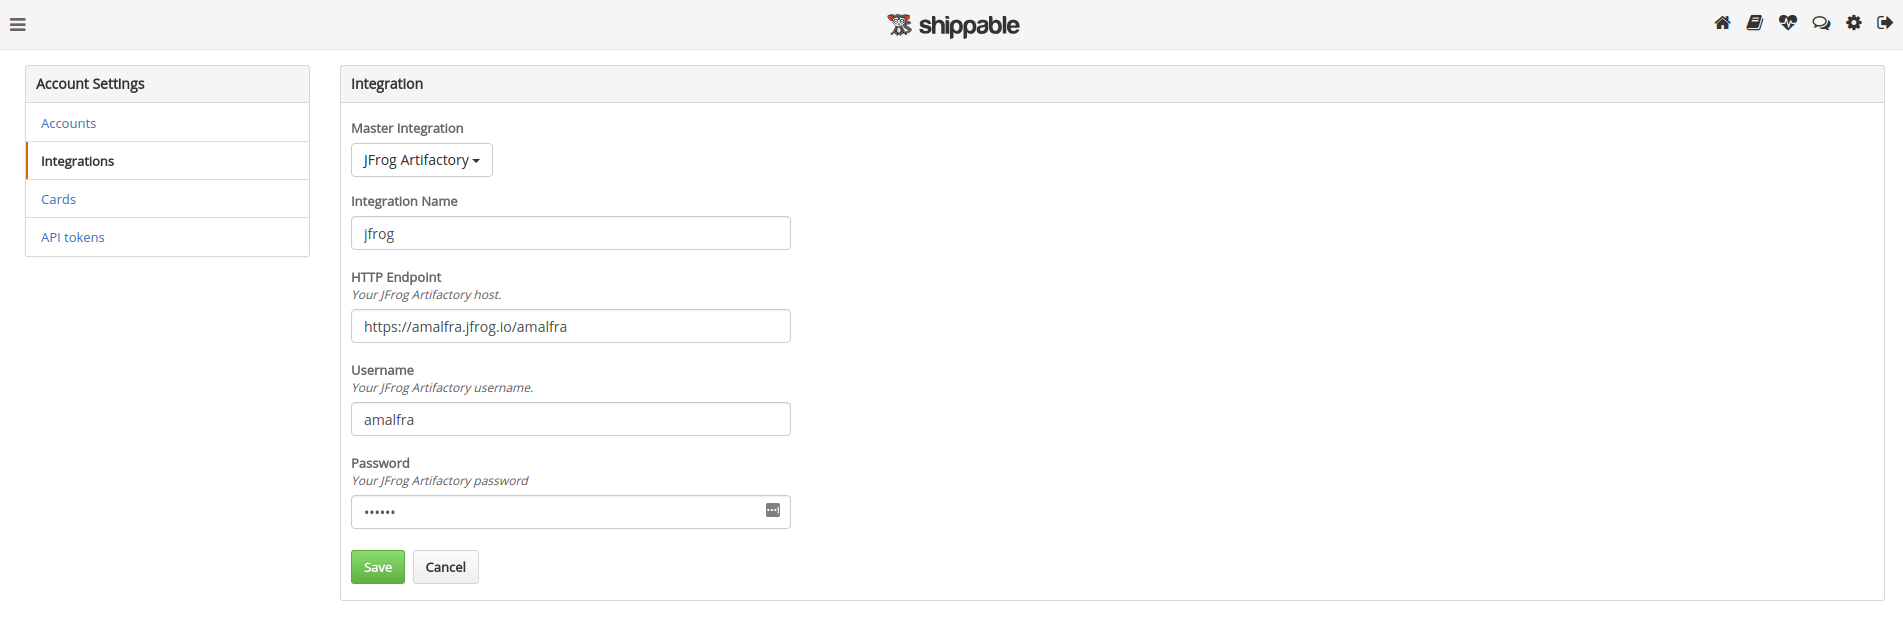 shippable
Account Settings
Accounts
Integrations
Cards
API tokens
Integration
Master Integration
JFrog Artifactory
Integration Name
jfrog
HTTP Endpoint
Your JFrog Artifactory host.
https://amalfra.jfrog.io/amalfra
Username
Your JFrog Artifactory username.
amalfra
Password
Your JFrog Artifactory password
••••••
Save Cancel